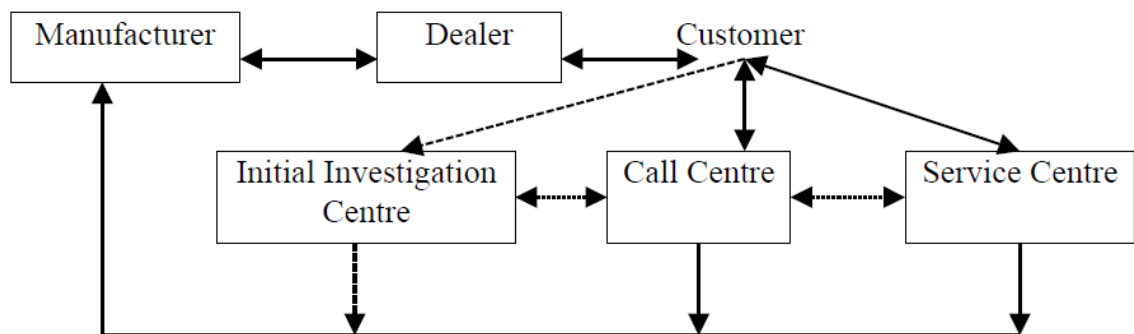 Manufacturer
Dealer
Customer
Initial Investigation
Centre
Call Centre
Service Centre